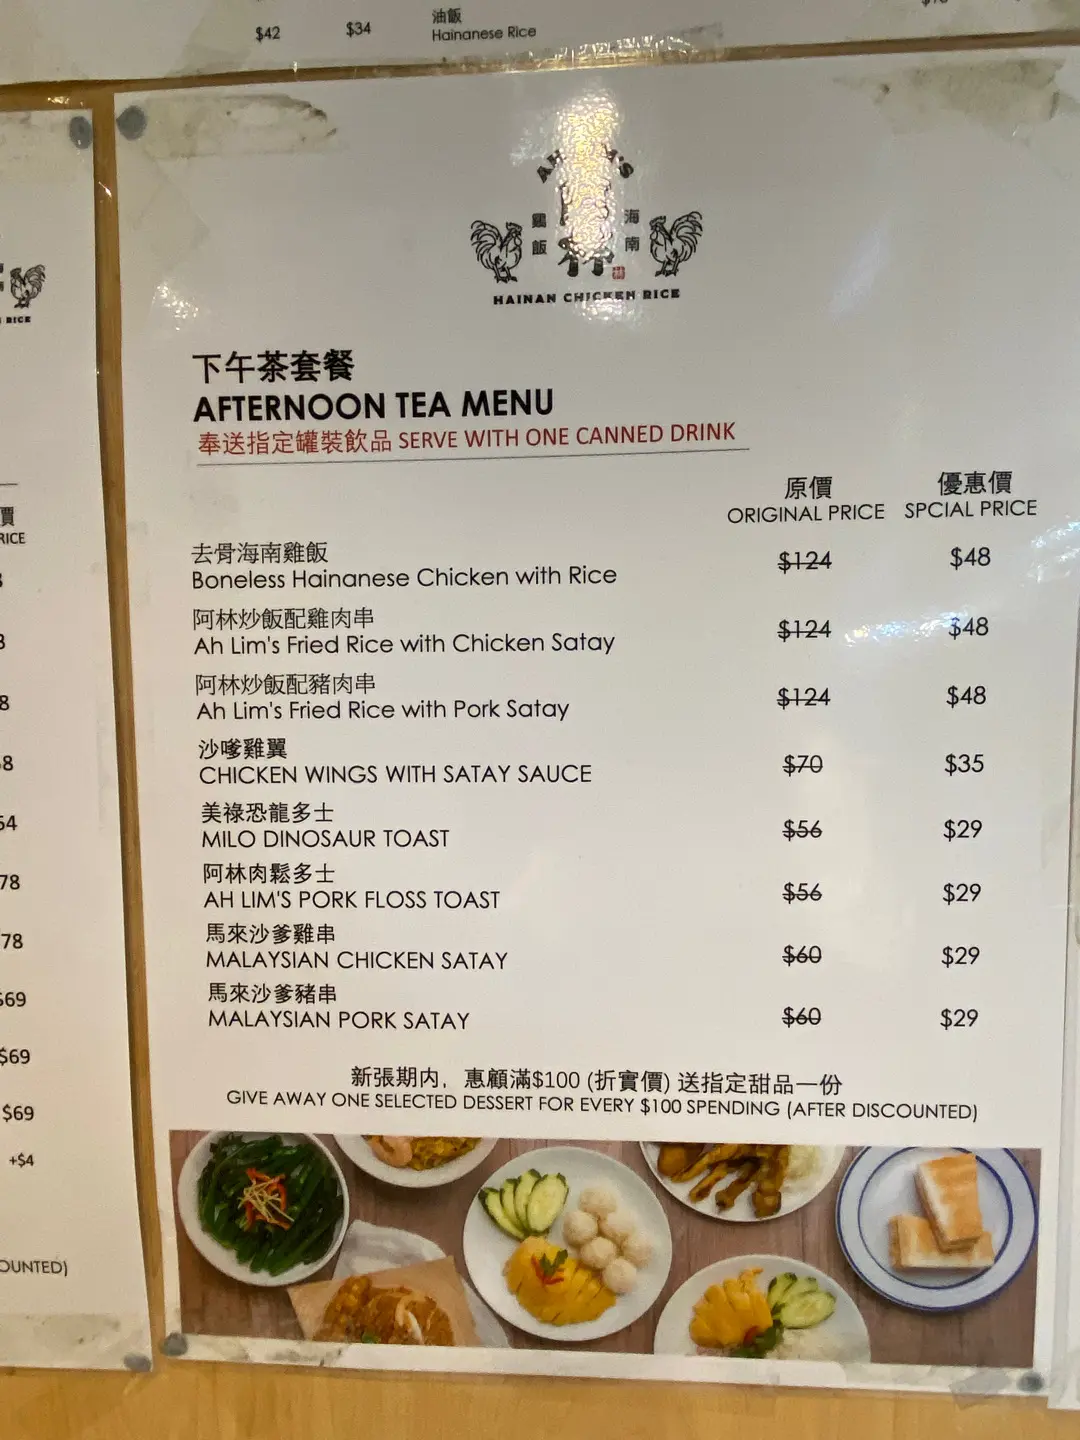 $42 $34 油飯
Hainanese Rice
雞飯 海南
HAINAN CHICKEN RICE
下午茶套餐
AFTERNOON TEA MENU
奉送指定罐裝飲品 SERVE WITH ONE CANNED DRINK
原價 優惠價
ORIGINAL PRICE SPCIAL PRICE
去骨海南雞飯
Boneless Hainanese Chicken with Rice $124 $48
阿林炒飯配雞肉串
Ah Lim's Fried Rice with Chicken Satay $124 $48
阿林炒飯配豬肉串
Ah Lim's Fried Rice with Pork Satay $124 $48
沙嗲雞翼
CHICKEN WINGS WITH SATAY SAUCE $70 $35
美祿恐龍多士
MILO DINOSAUR TOAST $56 $29
阿林肉鬆多士
AH LIM'S PORK FLOSS TOAST $56 $29
馬來沙爹雞串
MALAYSIAN CHICKEN SATAY $60 $29
馬來沙爹豬串
MALAYSIAN PORK SATAY $60 $29
新張期内，惠顧滿$100 (折實價) 送指定甜品一份
GIVE AWAY ONE SELECTED DESSERT FOR EVERY $100 SPENDING (AFTER DISCOUNTED)
RICE
價
$69
$69
$69
+$4